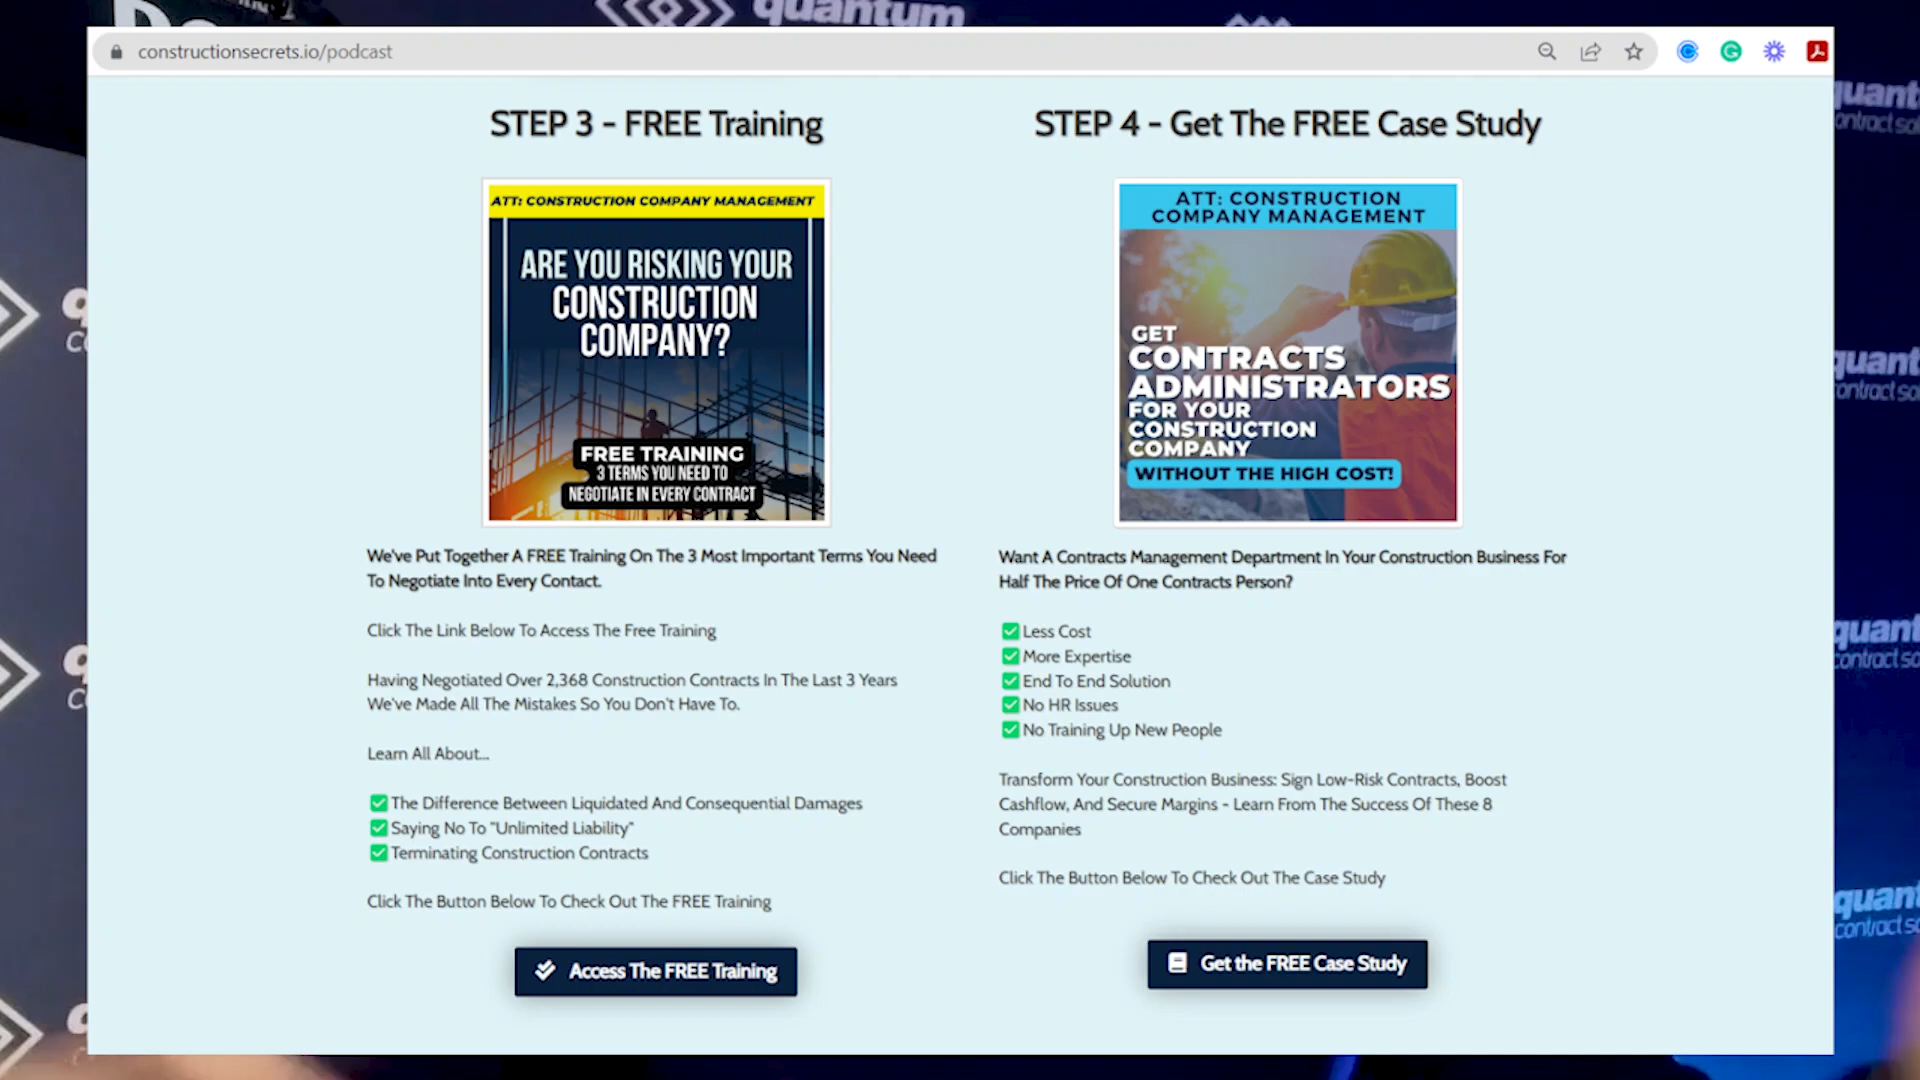 quantum
constructionsecrets.io/podcast
STEP 3 - FREE Training
ATT: CONSTRUCTION COMPANY MANAGEMENT
ARE YOU RISKING YOUR
CONSTRUCTION
COMPANY?
FREE TRAINING
3 TERMS YOU NEED TO
NEGOTIATE IN EVERY CONTRACT
We've Put Together A FREE Training On The 3 Most Important Terms You Need
To Negotiate Into Every Contact.
Click The Link Below To Access The Free Training
Having Negotiated Over 2,368 Construction Contracts In The Last 3 Years
We've Made All The Mistakes So You Don't Have To.
Learn All About...
The Difference Between Liquidated And Consequential Damages
Saying No To "Unlimited Liability"
Terminating Construction Contracts
Click The Button Below To Check Out The FREE Training
Access The FREE Training
STEP 4 - Get The FREE Case Study
ATT: CONSTRUCTION
COMPANY MANAGEMENT
GET
CONTRACTS
ADMINISTRATORS
FOR YOUR
CONSTRUCTION
COMPANY
WITHOUT THE HIGH COST!
Want A Contracts Management Department In Your Construction Business For
Half The Price Of One Contracts Person?
Less Cost
More Expertise
End To End Solution
No HR Issues
No Training Up New People
Transform Your Construction Business: Sign Low-Risk Contracts, Boost
Cashflow, And Secure Margins - Learn From The Success Of These 8
Companies
Click The Button Below To Check Out The Case Study
Get the FREE Case Study